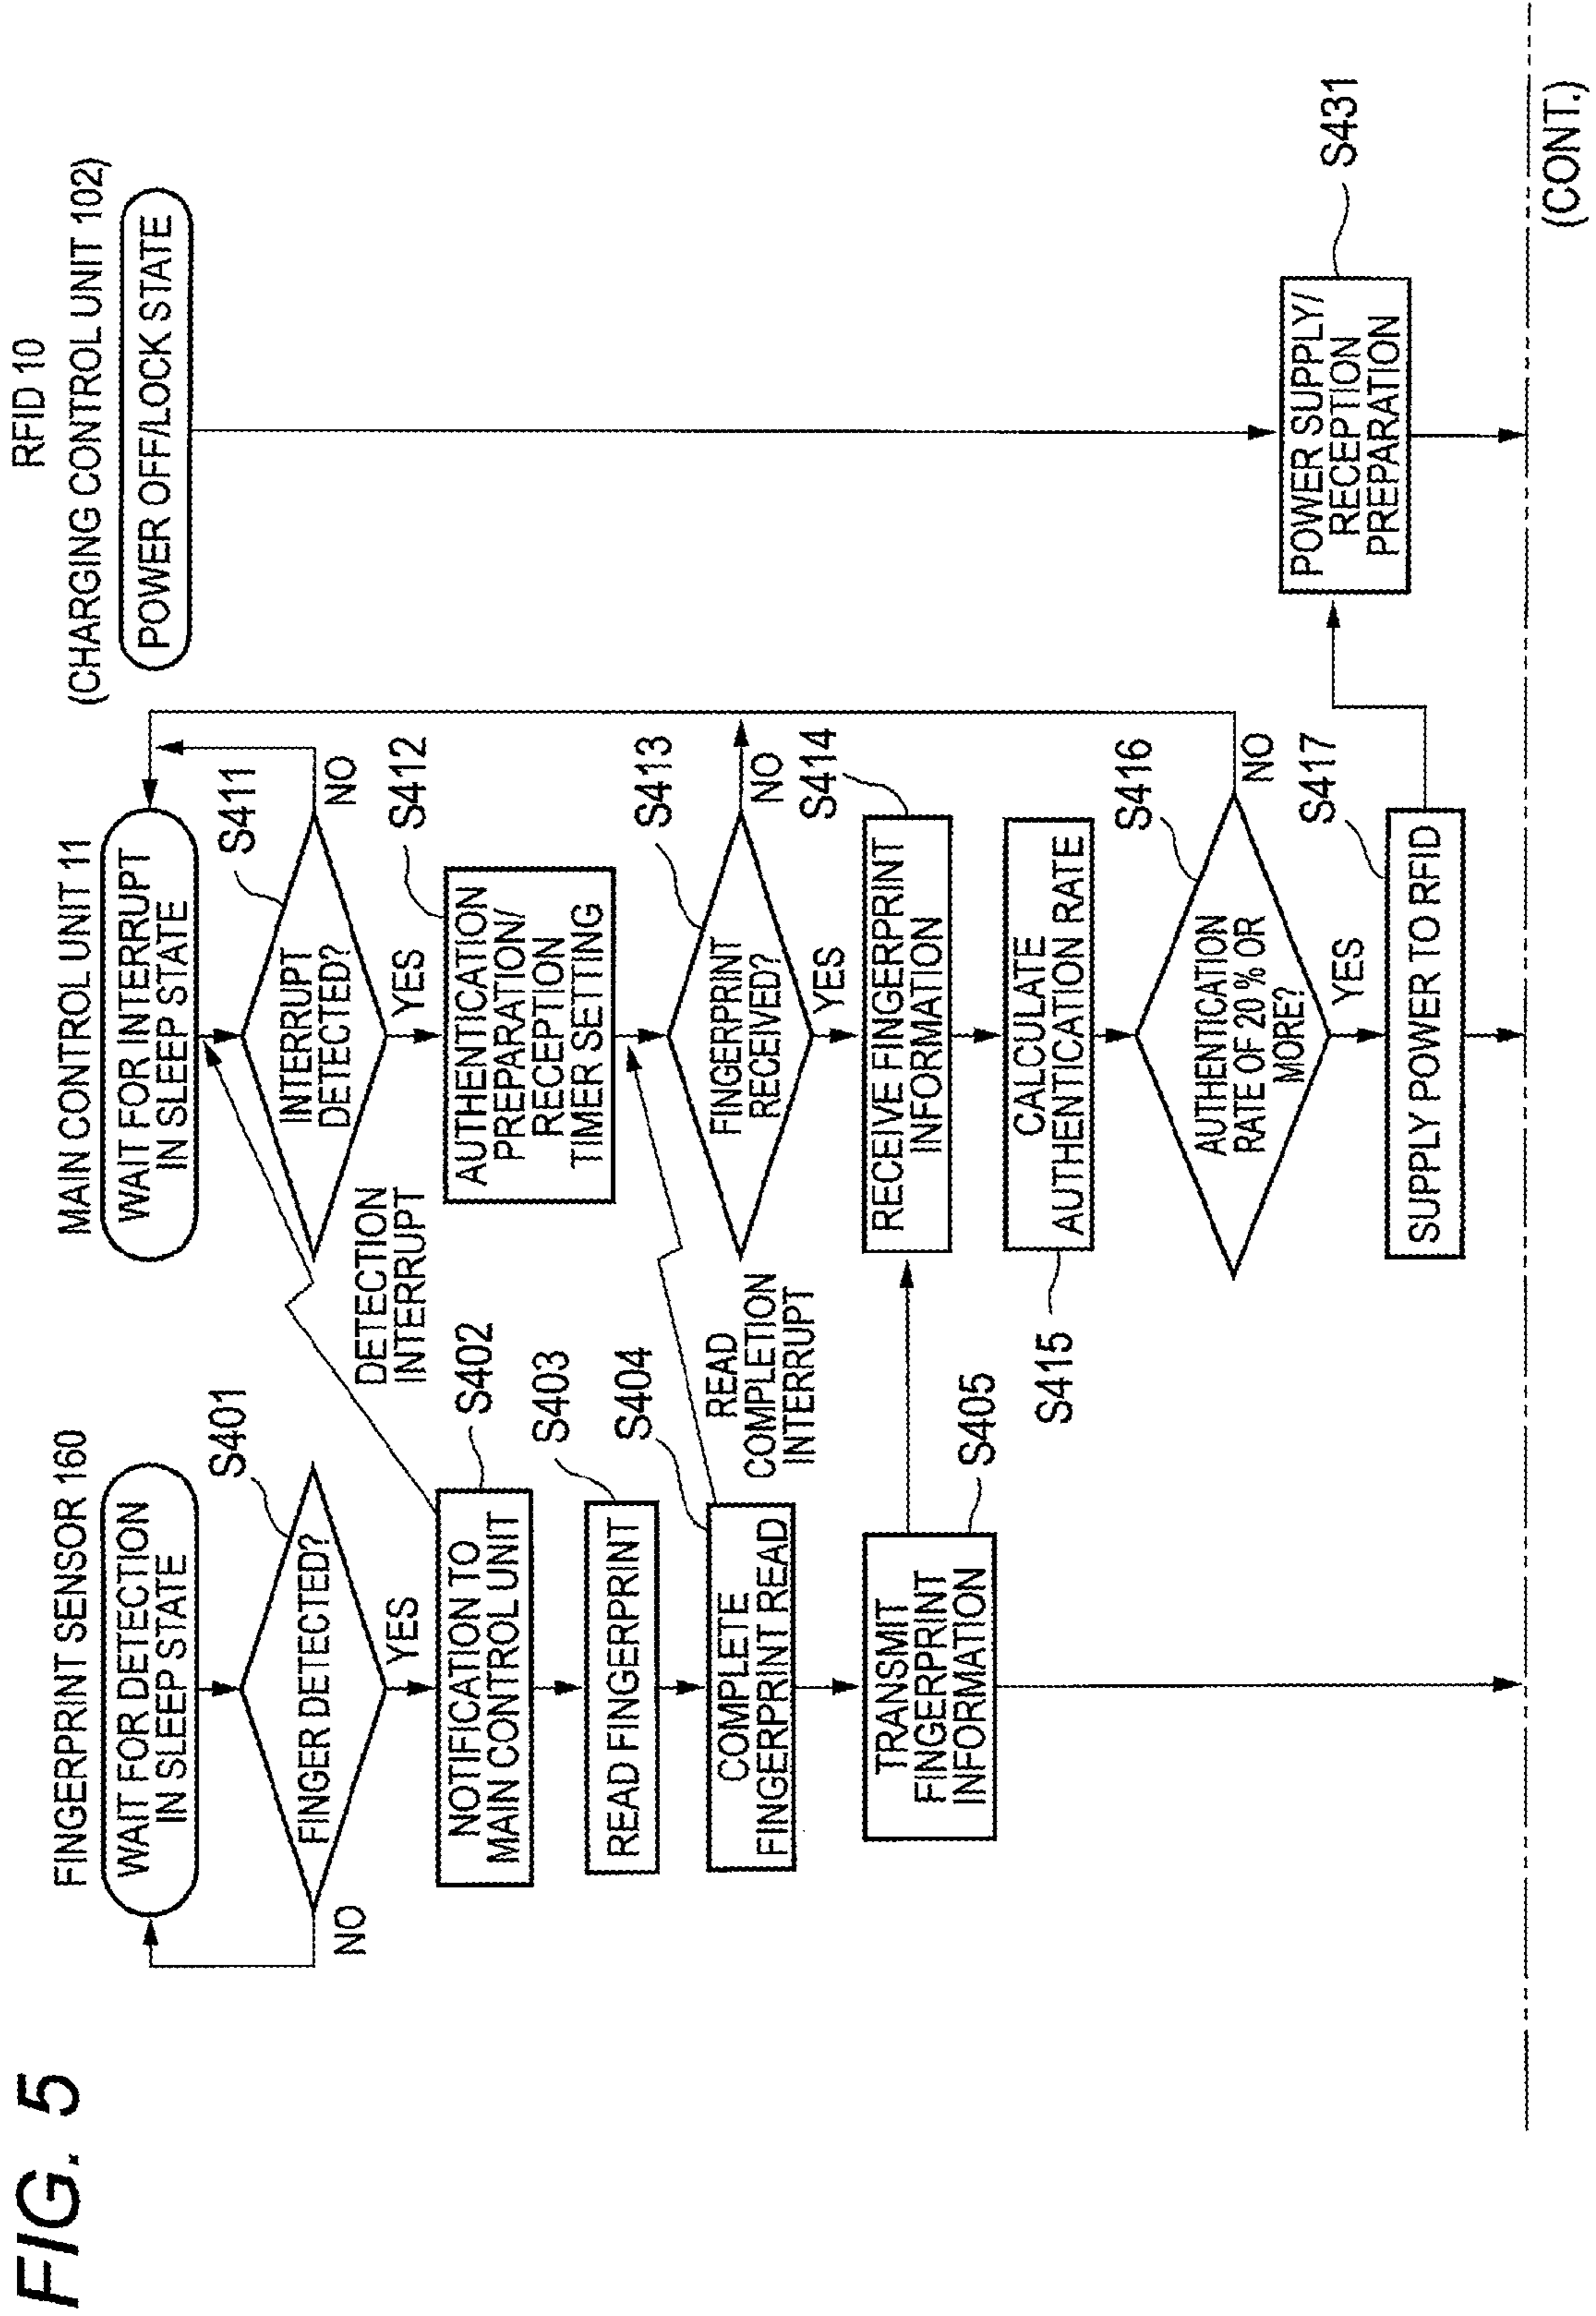 FIG. 5
FINGERPRINT SENSOR 160
WAIT FOR DETECTION
IN SLEEP STATE
S401
FINGER DETECTED?
NO
YES
S402
NOTIFICATION TO
MAIN CONTROL UNIT
S403
READ FINGERPRINT
S404
COMPLETE
FINGERPRINT READ
TRANSMIT
FINGERPRINT
INFORMATION
S405
DETECTION
INTERRUPT
READ
COMPLETION
INTERRUPT
MAIN CONTROL UNIT 11
WAIT FOR INTERRUPT
IN SLEEP STATE
S411
INTERRUPT
DETECTED?
NO
YES
S412
AUTHENTICATION
PREPARATION/
RECEPTION
TIMER SETTING
S413
FINGERPRINT
RECEIVED?
NO
YES
S414
RECEIVE FINGERPRINT
INFORMATION
CALCULATE
AUTHENTICATION RATE
S415
S416
AUTHENTICATION
RATE OF 20 % OR
MORE?
NO
YES
S417
SUPPLY POWER TO RFID
RFID 10
(CHARGING CONTROL UNIT 102)
POWER OFF/LOCK STATE
POWER SUPPLY/
RECEPTION
PREPARATION
S431
(CONT.)